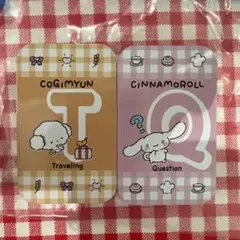 COGIMYUN
T
Traveling
CINNAMOROLL
Q
?
Question